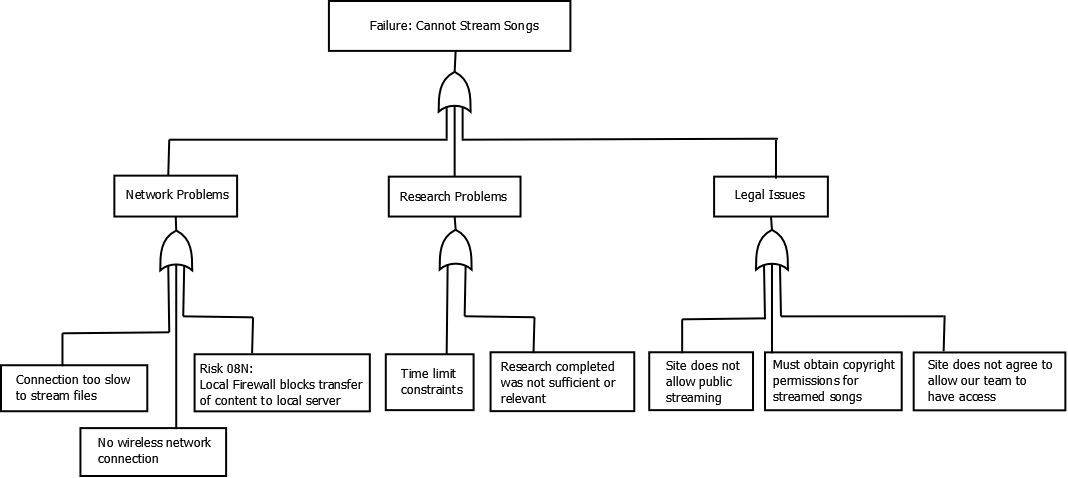 Failure: Cannot Stream Songs
Network Problems
Research Problems
Legal Issues
Connection too slow
to stream files
No wireless network
connection
Risk 08N:
Local Firewall blocks transfer
of content to local server
Time limit
constraints
Research completed
was not sufficient or
relevant
Site does not
allow public
streaming
Must obtain copyright
permissions for
streamed songs
Site does not agree to
allow our team to
have access